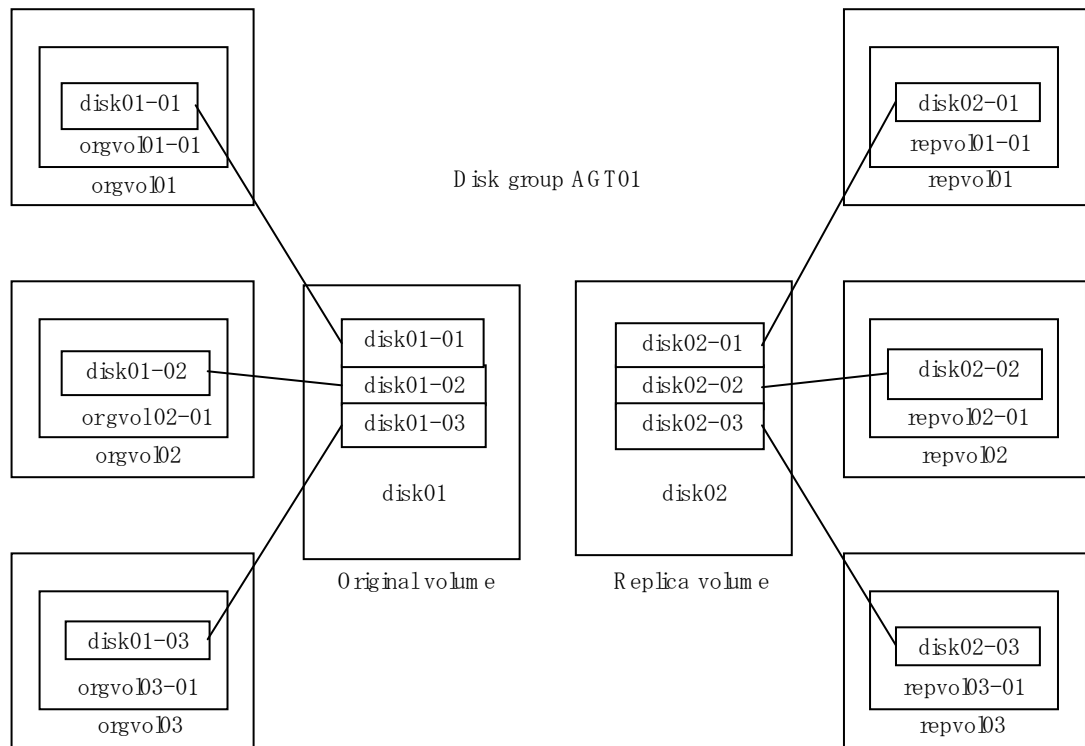 disk01-01
orgvol01-01
orgvol01
Disk group AGT01
disk02-01
repvol01-01
repvol01
disk01-02
orgvol02-01
orgvol02
disk01-01
disk01-02
disk01-03
disk01
Original volume
disk02-01
disk02-02
disk02-03
disk02
Replica volume
disk02-02
repvol02-01
repvol02
disk01-03
orgvol03-01
orgvol03
disk02-03
repvol03-01
repvol03